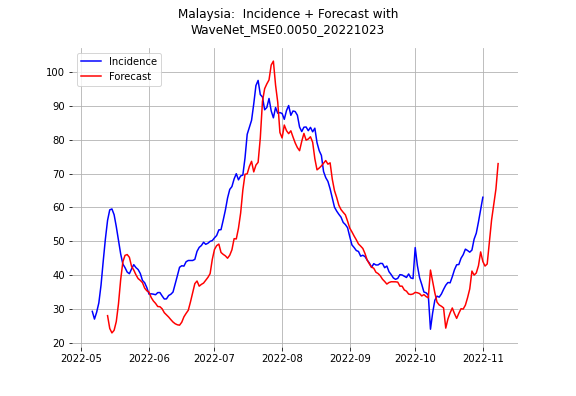 Malaysia:  Incidence + Forecast with
WaveNet_MSE0.0050_20221023
Incidence
Forecast
100
90
80
70
60
50
40
30
20
2022-05 2022-06 2022-07 2022-08 2022-09 2022-10 2022-11